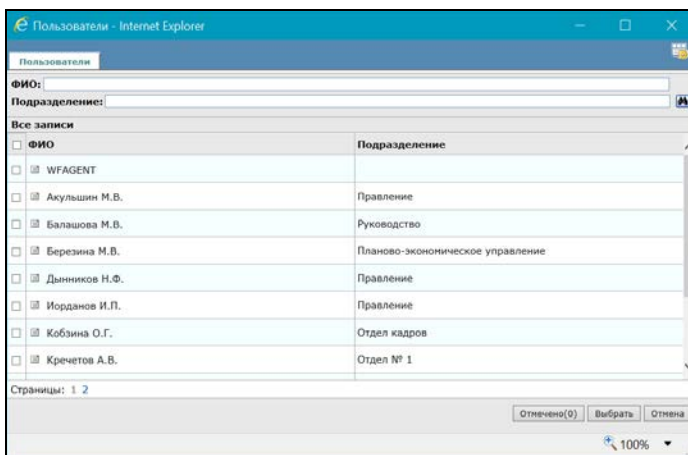 Пользователи - Internet Explorer
Пользователи
ФИО:
Подразделение:
Все записи
ФИО Подразделение
WFAGENT
Акульшин М.В. Правление
Балашова М.В. Руководство
Березина М.В. Планово-экономическое управление
Дынников Н.Ф. Правление
Иорданов И.П. Правление
Кобзина О.Г. Отдел кадров
Кречетов А.В. Отдел № 1
Страницы: 1 2
Отмечено(0) Выбрать Отмена
100%